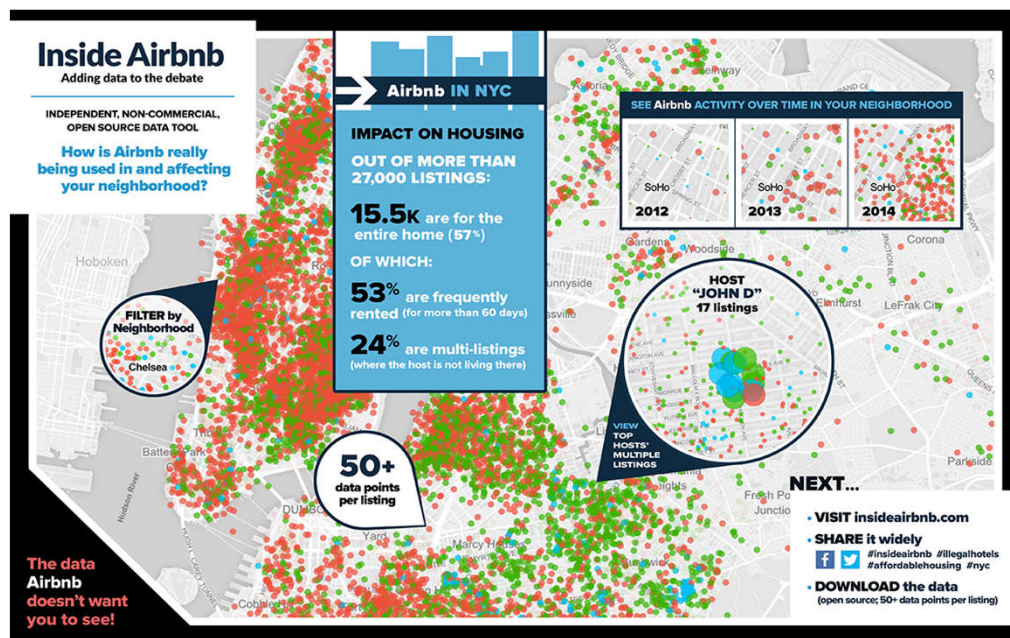 Inside Airbnb
Adding data to the debate
INDEPENDENT, NON-COMMERCIAL,
OPEN SOURCE DATA TOOL
How is Airbnb really
being used in and affecting
your neighborhood?
Airbnb IN NYC
IMPACT ON HOUSING
OUT OF MORE THAN
27,000 LISTINGS:
15.5K are for the
entire home (57%)
OF WHICH:
53% are frequently
rented (for more than 60 days)
24% are multi-listings
(where the host is not living there)
SEE Airbnb ACTIVITY OVER TIME IN YOUR NEIGHBORHOOD
SoHo
2012
SoHo
2013
SoHo
2014
Astoria
Hoboken
Gardens
Woodside
Corona
Elmhurst
LeFrak City
FILTER by
Neighborhood
Chelsea
HOST
"JOHN D"
17 listings
VIEW
TOP
HOSTS'
MULTIPLE
LISTINGS
50+
data points
per listing
Hudson River
HUGH L CAREY TUNNEL
DUMBO
Yard
Marcy Houses
Parkside
NEXT...
• VISIT insideairbnb.com
• SHARE it widely
#insideairbnb #illegalhotels
#affordablehousing #nyc
• DOWNLOAD the data
(open source; 50+ data points per listing)
The data
Airbnb
doesn't want
you to see!